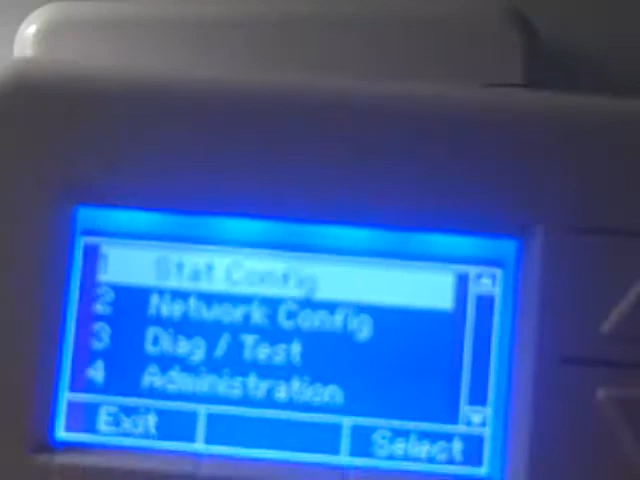 1 Stat Config
2 Network Config
3 Diag / Test
4 Administration
Exit Select